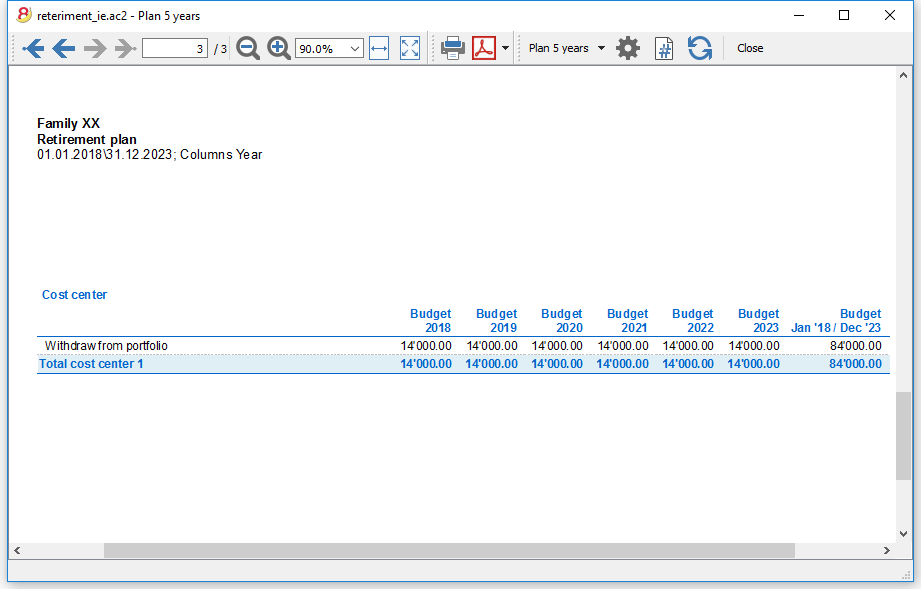 reteriment_ie.ac2 - Plan 5 years
3 / 3 90.0% Plan 5 years # Close
Family XX
Retirement plan
01.01.2018\31.12.2023; Columns Year
Cost center
Budget Budget Budget Budget Budget Budget Budget
2018 2019 2020 2021 2022 2023 Jan '18 / Dec '23
Withdraw from portfolio 14'000.00 14'000.00 14'000.00 14'000.00 14'000.00 14'000.00 84'000.00
Total cost center 1 14'000.00 14'000.00 14'000.00 14'000.00 14'000.00 14'000.00 84'000.00